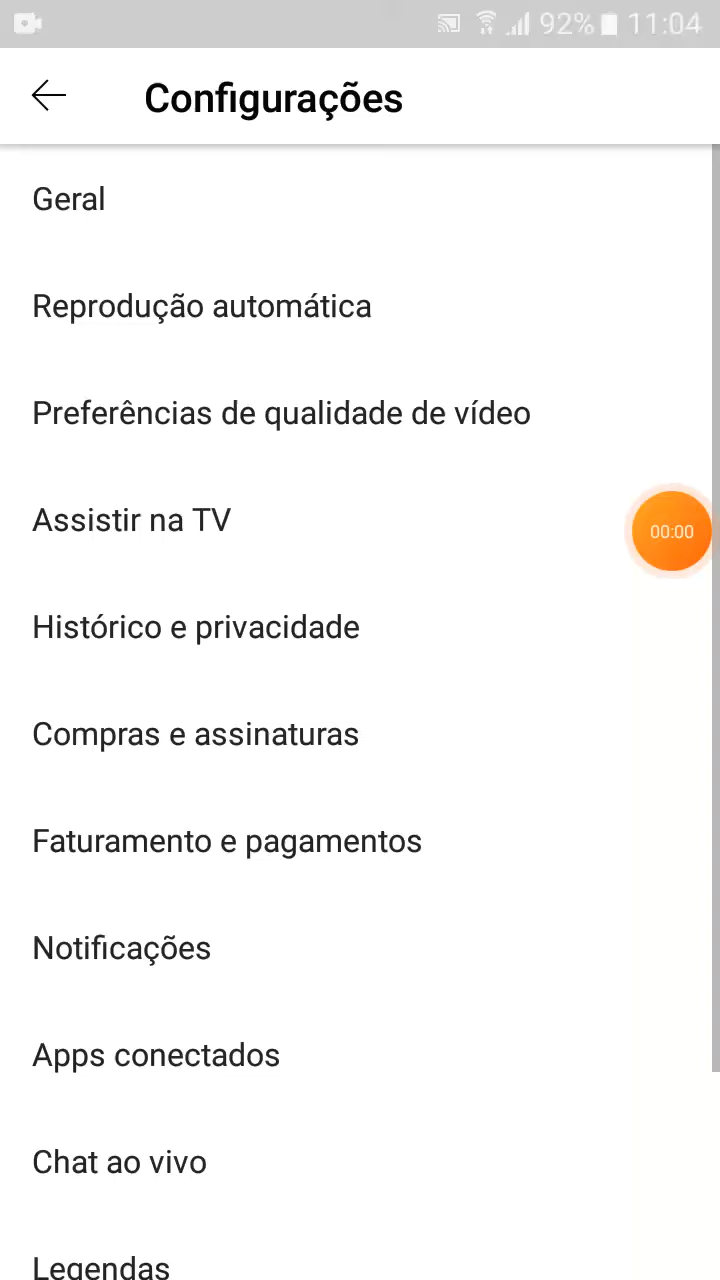 92% 11:04
Configurações
Geral
Reprodução automática
Preferências de qualidade de vídeo
Assistir na TV
00:00
Histórico e privacidade
Compras e assinaturas
Faturamento e pagamentos
Notificações
Apps conectados
Chat ao vivo
Legendas